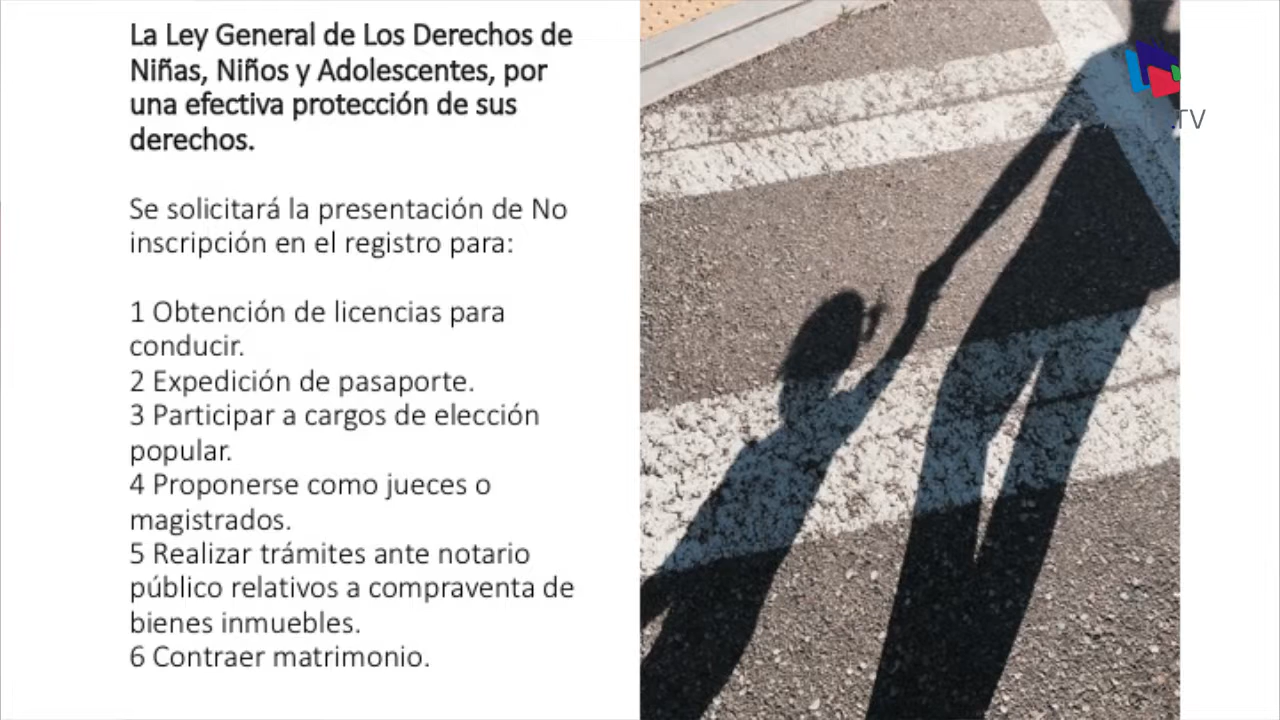 La Ley General de Los Derechos de
Niñas, Niños y Adolescentes, por
una efectiva protección de sus
derechos.
Se solicitará la presentación de No
inscripción en el registro para:
1 Obtención de licencias para
conducir.
2 Expedición de pasaporte.
3 Participar a cargos de elección
popular.
4 Proponerse como jueces o
magistrados.
5 Realizar trámites ante notario
público relativos a compraventa de
bienes inmuebles.
6 Contraer matrimonio.
.TV